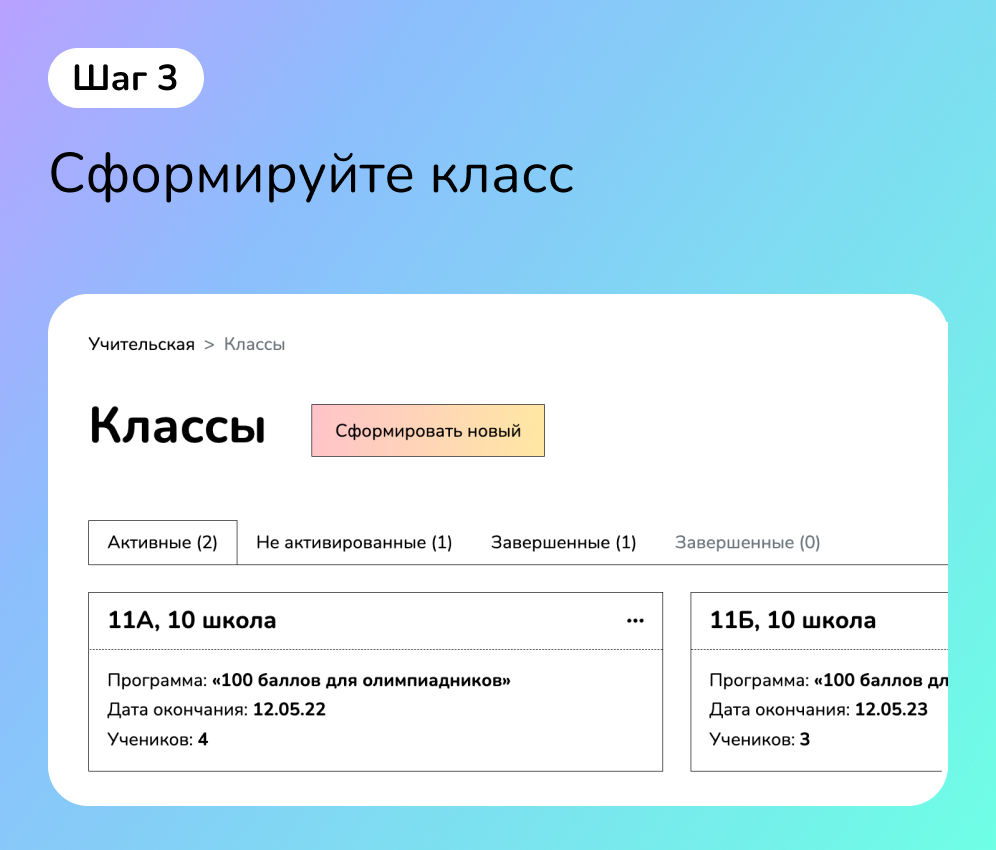 Шаг 3
Сформируйте класс
Учительская > Классы
Классы
Сформировать новый
Активные (2)
Не активированные (1)
Завершенные (1)
Завершенные (0)
11А, 10 школа
Программа: «100 баллов для олимпиадников»
Дата окончания: 12.05.22
Учеников: 4
11Б, 10 школа
Программа: «100 баллов дл
Дата окончания: 12.05.23
Учеников: 3